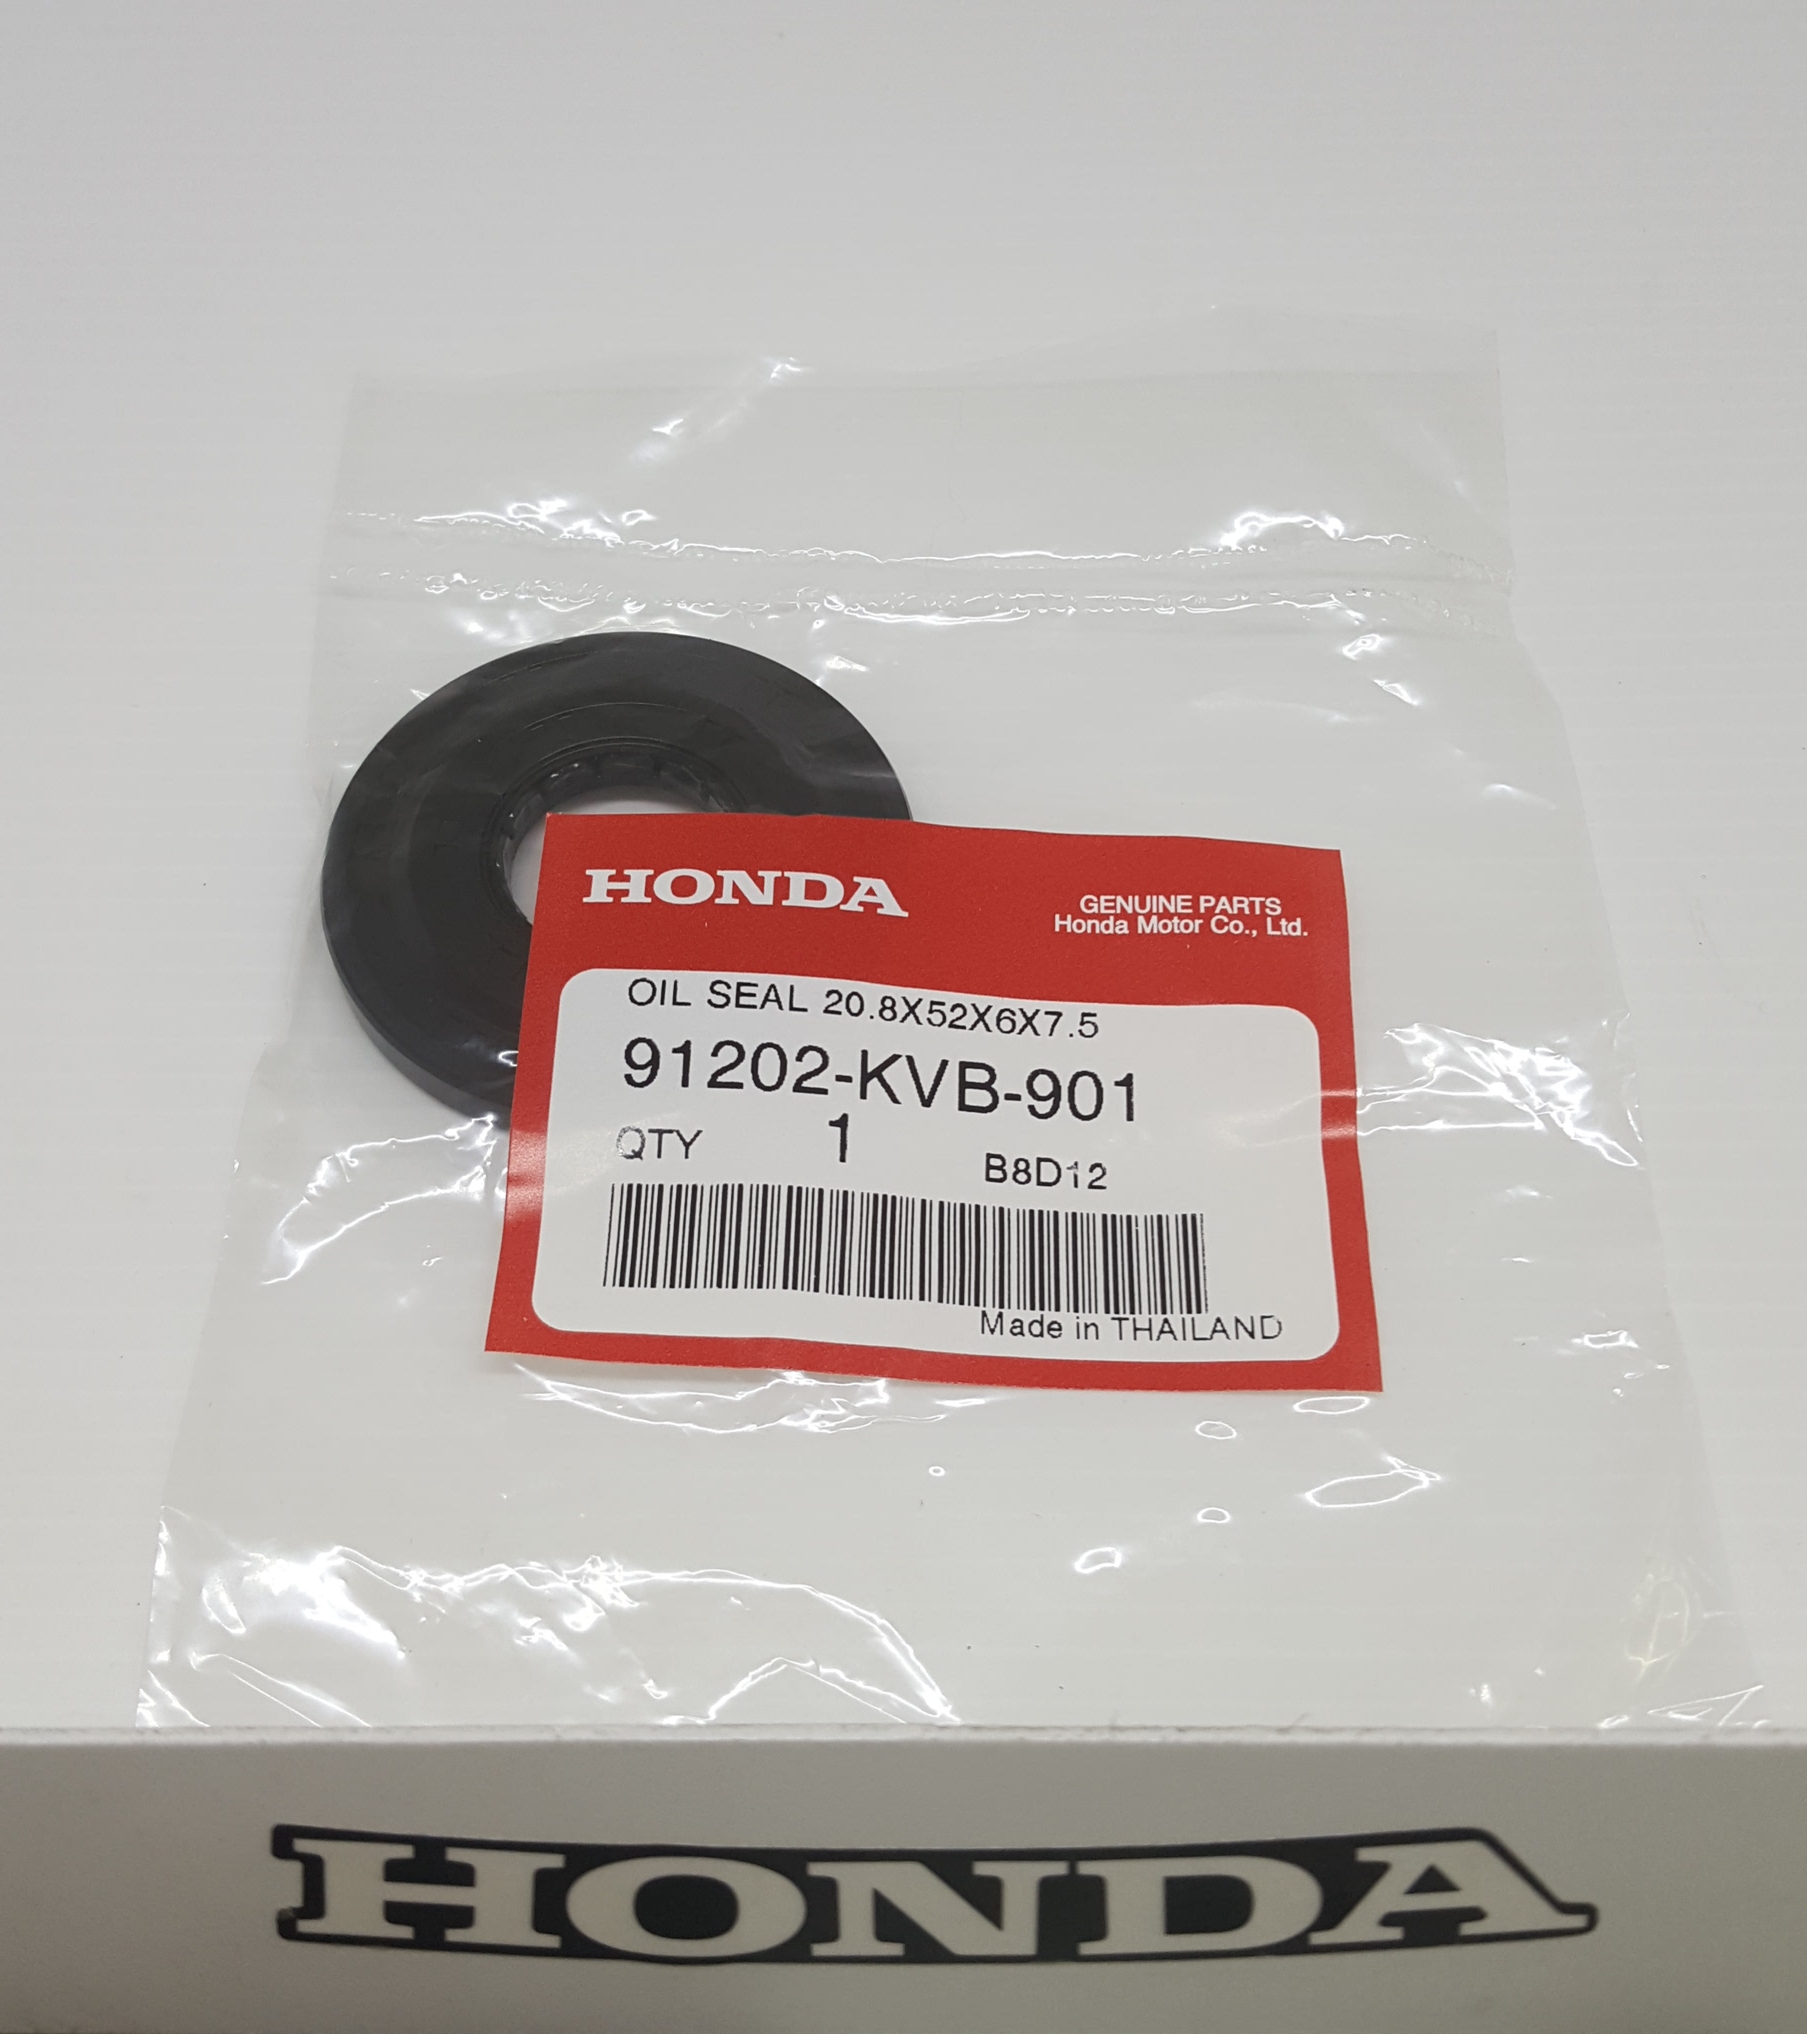 HONDA
GENUINE PARTS
Honda Motor Co., Ltd.
OIL SEAL 20.8X52X6X7.5
91202-KVB-901
QTY 1 B8D12
Made in THAILAND
HONDA